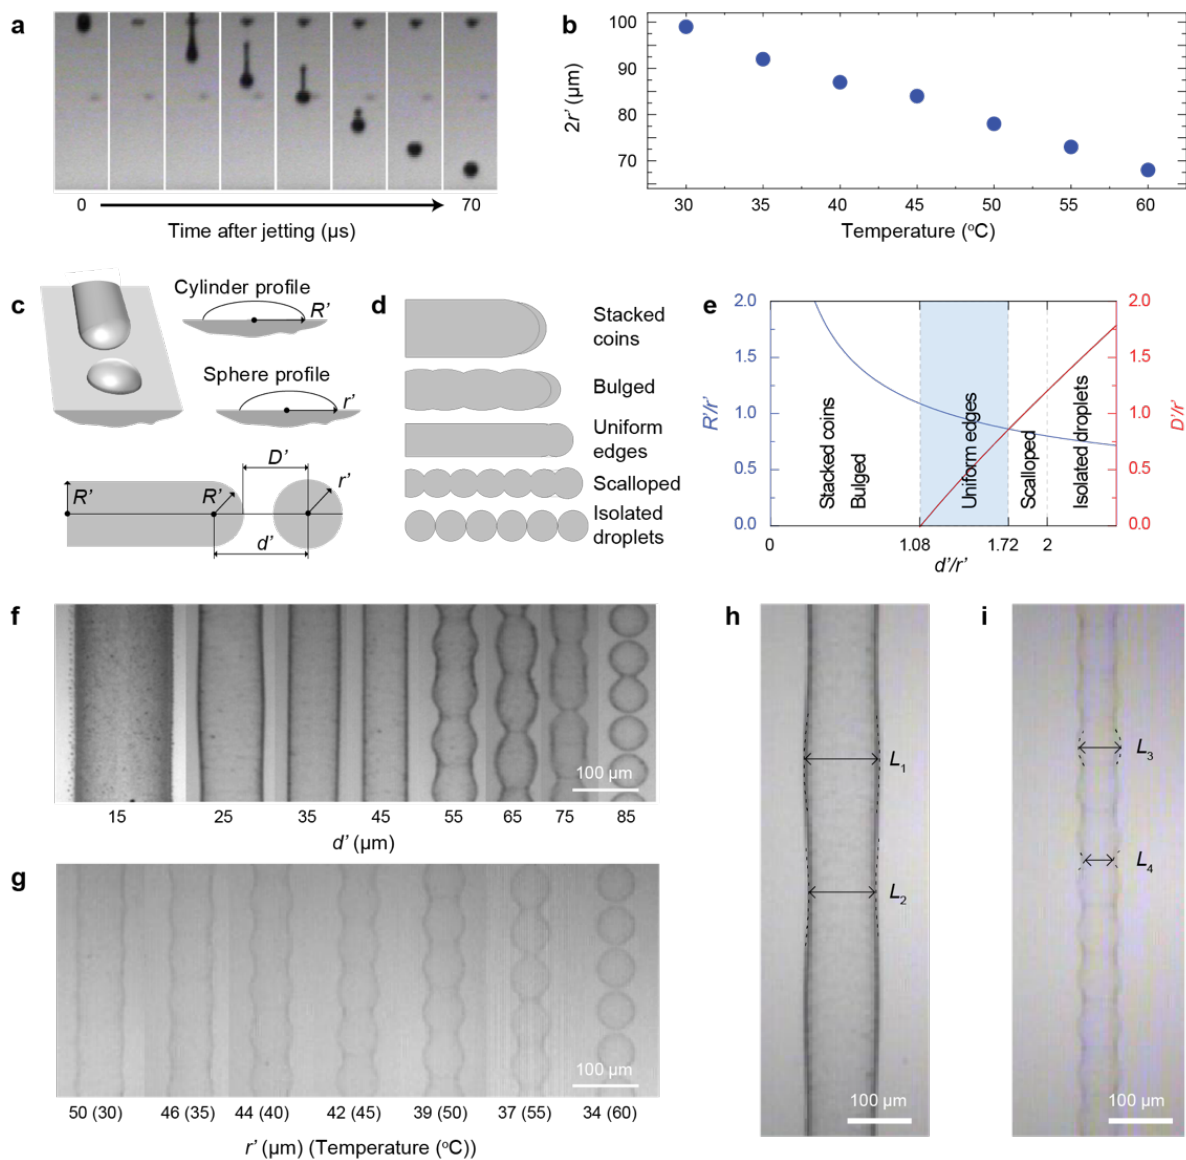 a
0
70
Time after jetting (µs)
b
2r' (µm)
100
90
80
70
30 35 40 45 50 55 60
Temperature (°C)
c
Cylinder profile
R'
Sphere profile
r'
D'
R'
R'
r'
d'
d
Stacked
coins
Bulged
Uniform
edges
Scalloped
Isolated
droplets
e
R'/r'
2.0
1.5
1.0
0.5
0.0
Stacked coins
Bulged
Uniform edges
Scalloped
Isolated droplets
2.0
1.5
1.0
0.5
0.0
D'/r'
0 1.08 1.72 2
d'/r'
f
100 µm
15 25 35 45 55 65 75 85
d' (µm)
g
100 µm
50 (30) 46 (35) 44 (40) 42 (45) 39 (50) 37 (55) 34 (60)
r' (µm) (Temperature (°C))
h
L1
L2
100 µm
i
L3
L4
100 µm